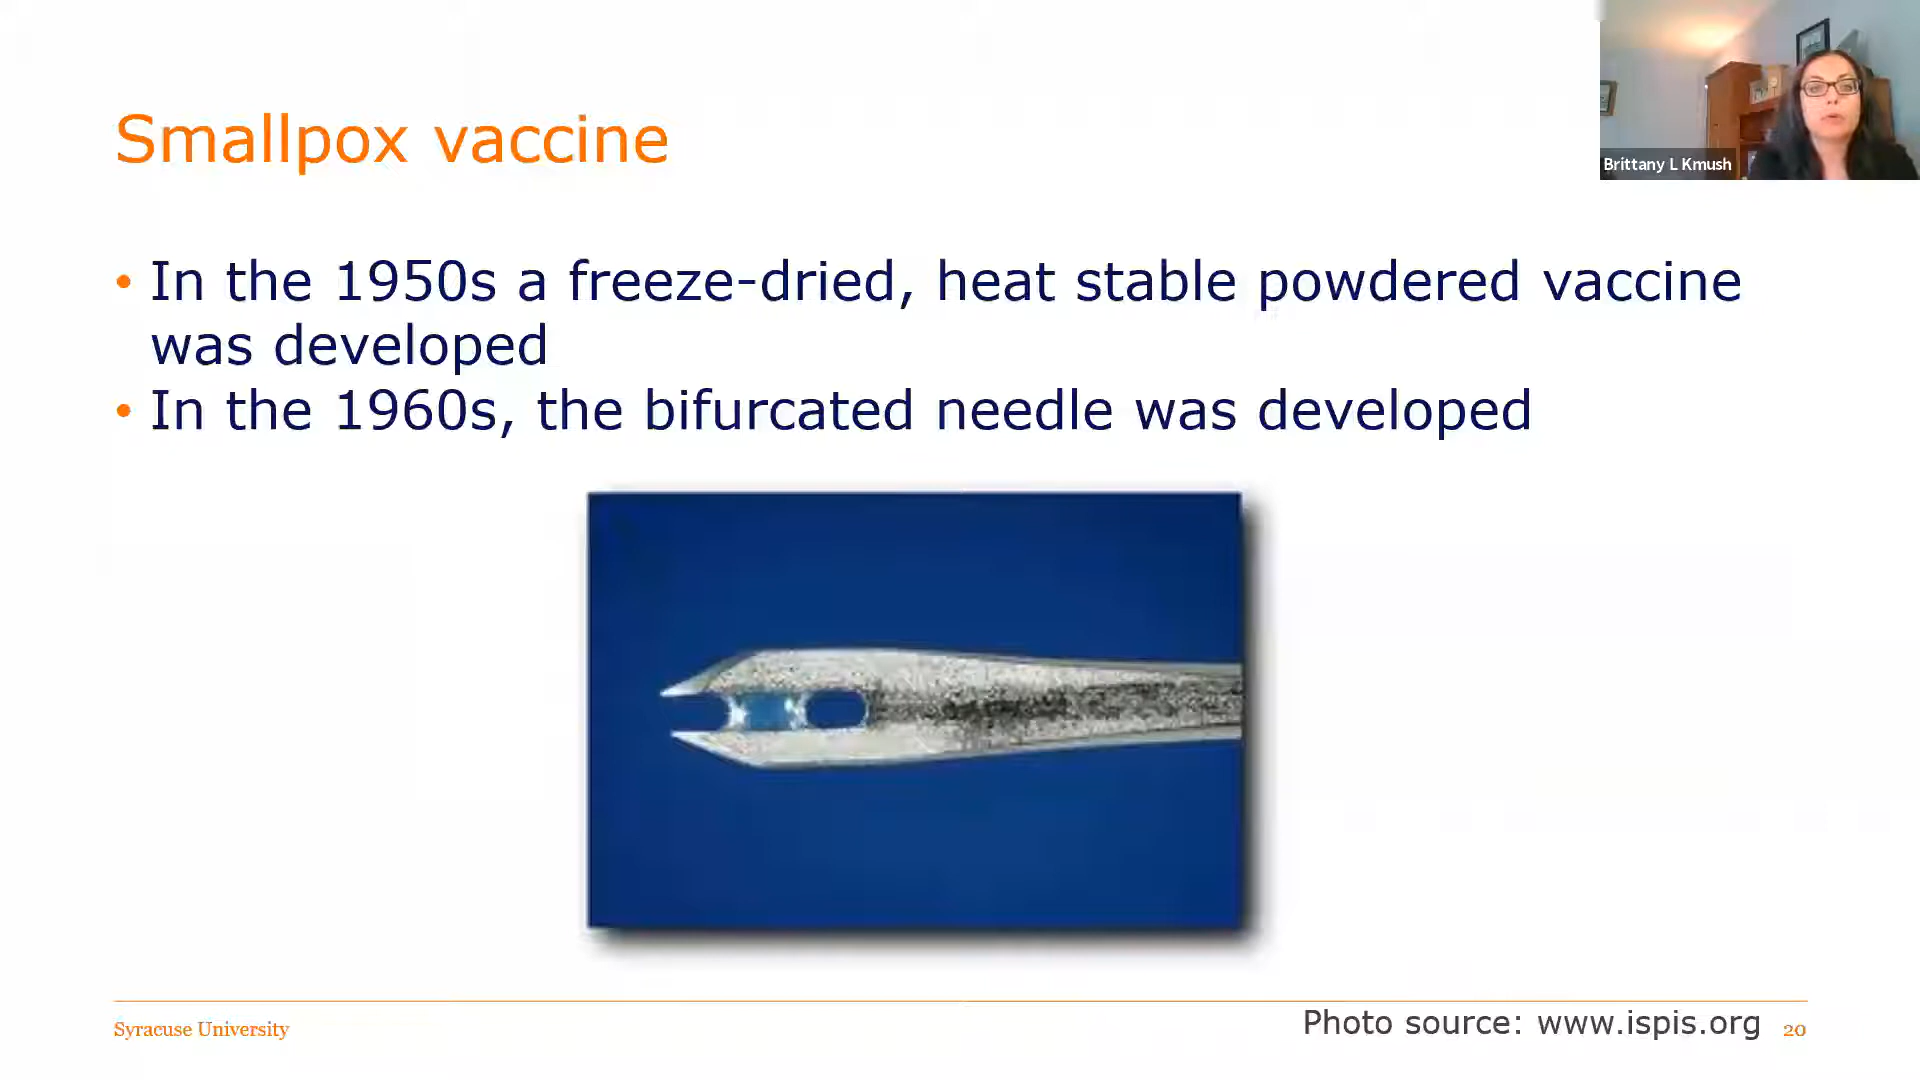 Smallpox vaccine
Brittany L Kmush
• In the 1950s a freeze-dried, heat stable powdered vaccine
was developed
• In the 1960s, the bifurcated needle was developed
Syracuse University
Photo source: www.ispis.org
20